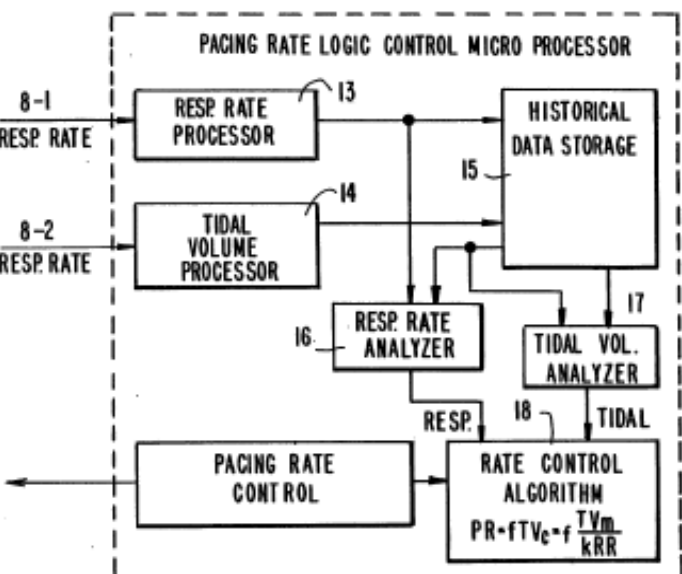 PACING RATE LOGIC CONTROL MICRO PROCESSOR
8-1
RESP. RATE
RESP. RATE
PROCESSOR
13
HISTORICAL
DATA STORAGE
15
8-2
RESP. RATE
TIDAL
VOLUME
PROCESSOR
14
16
RESP. RATE
ANALYZER
17
TIDAL VOL.
ANALYZER
RESP.
18
TIDAL
PACING RATE
CONTROL
RATE CONTROL
ALGORITHM
PR=fTVc=f TVm/kRR